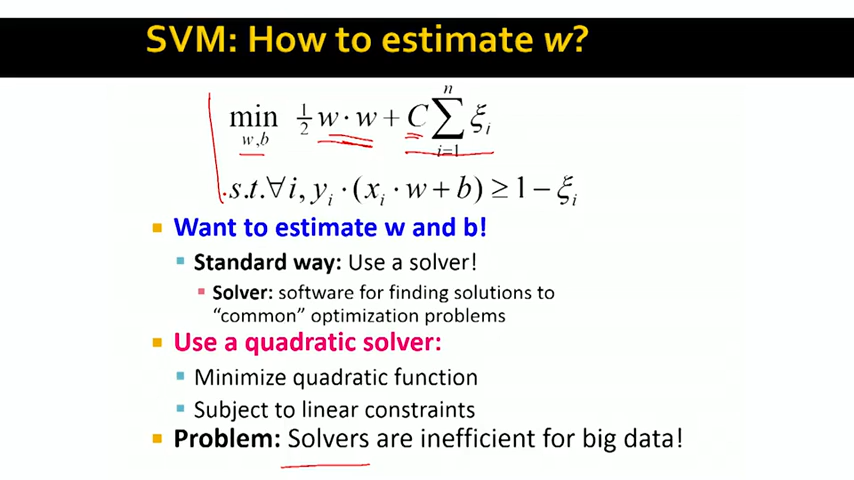 SVM: How to estimate w?
min w,b ½ w · w + C ∑ i=1 n ξi
s.t.∀i, yi · (xi · w + b) ≥ 1 − ξi
Want to estimate w and b!
Standard way: Use a solver!
Solver: software for finding solutions to
“common” optimization problems
Use a quadratic solver:
Minimize quadratic function
Subject to linear constraints
Problem: Solvers are inefficient for big data!